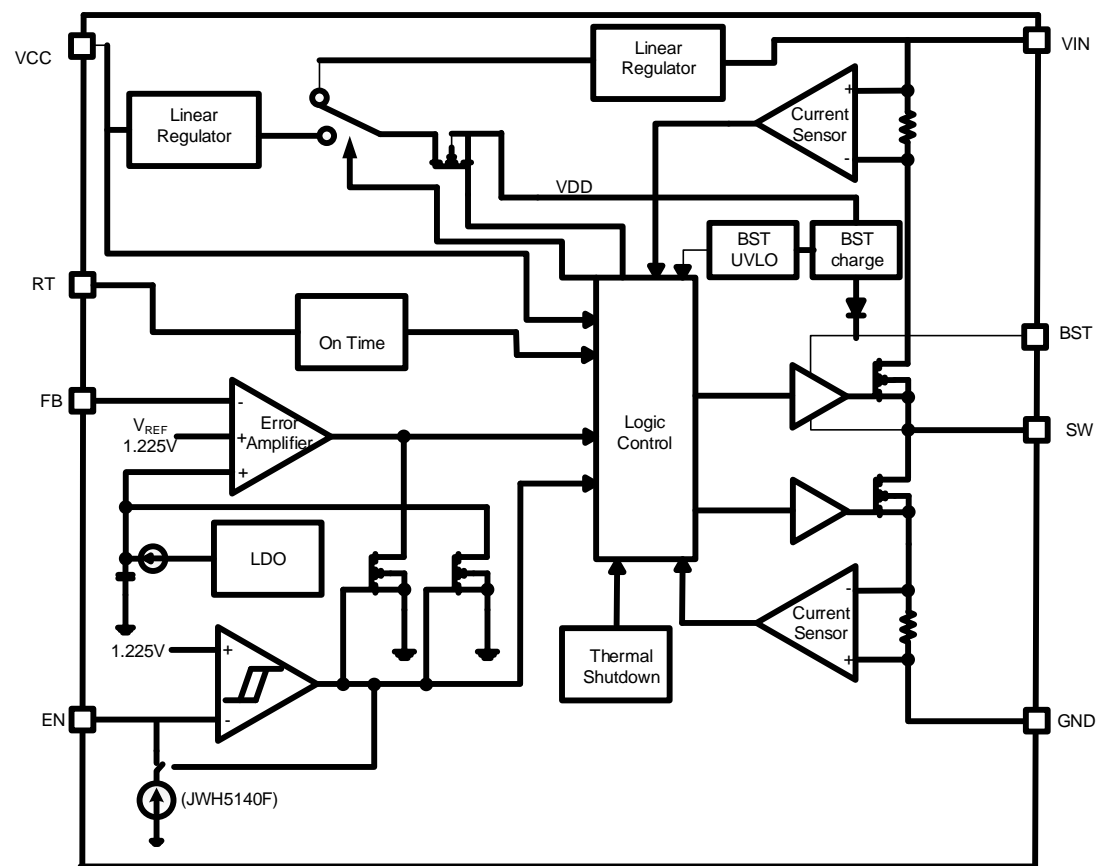 VCC
Linear
Regulator
VIN
Linear
Regulator
+
Current
Sensor
-
VDD
BST
UVLO
BST
charge
RT
On Time
BST
FB
-
Error
Amplifier
VREF
1.225V
+
+
Logic
Control
SW
LDO
-
Current
Sensor
+
1.225V
+
Thermal
Shutdown
EN
-
GND
(JWH5140F)